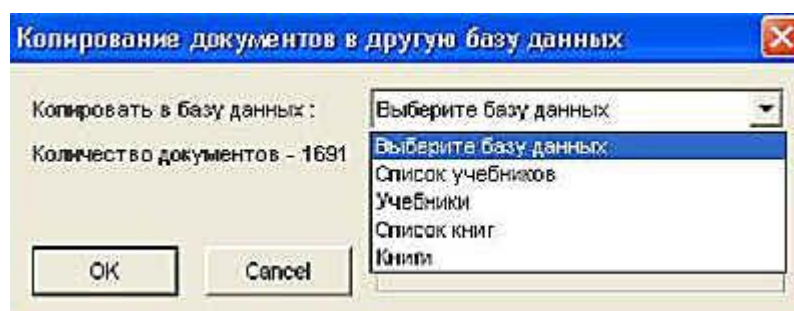 Копирование документов в другую базу данных
Копировать в базу данных:
Выберите базу данных
Количество документов - 1691
Выберите базу данных
Список учебников
Учебники
Список книг
Книги
OK
Cancel